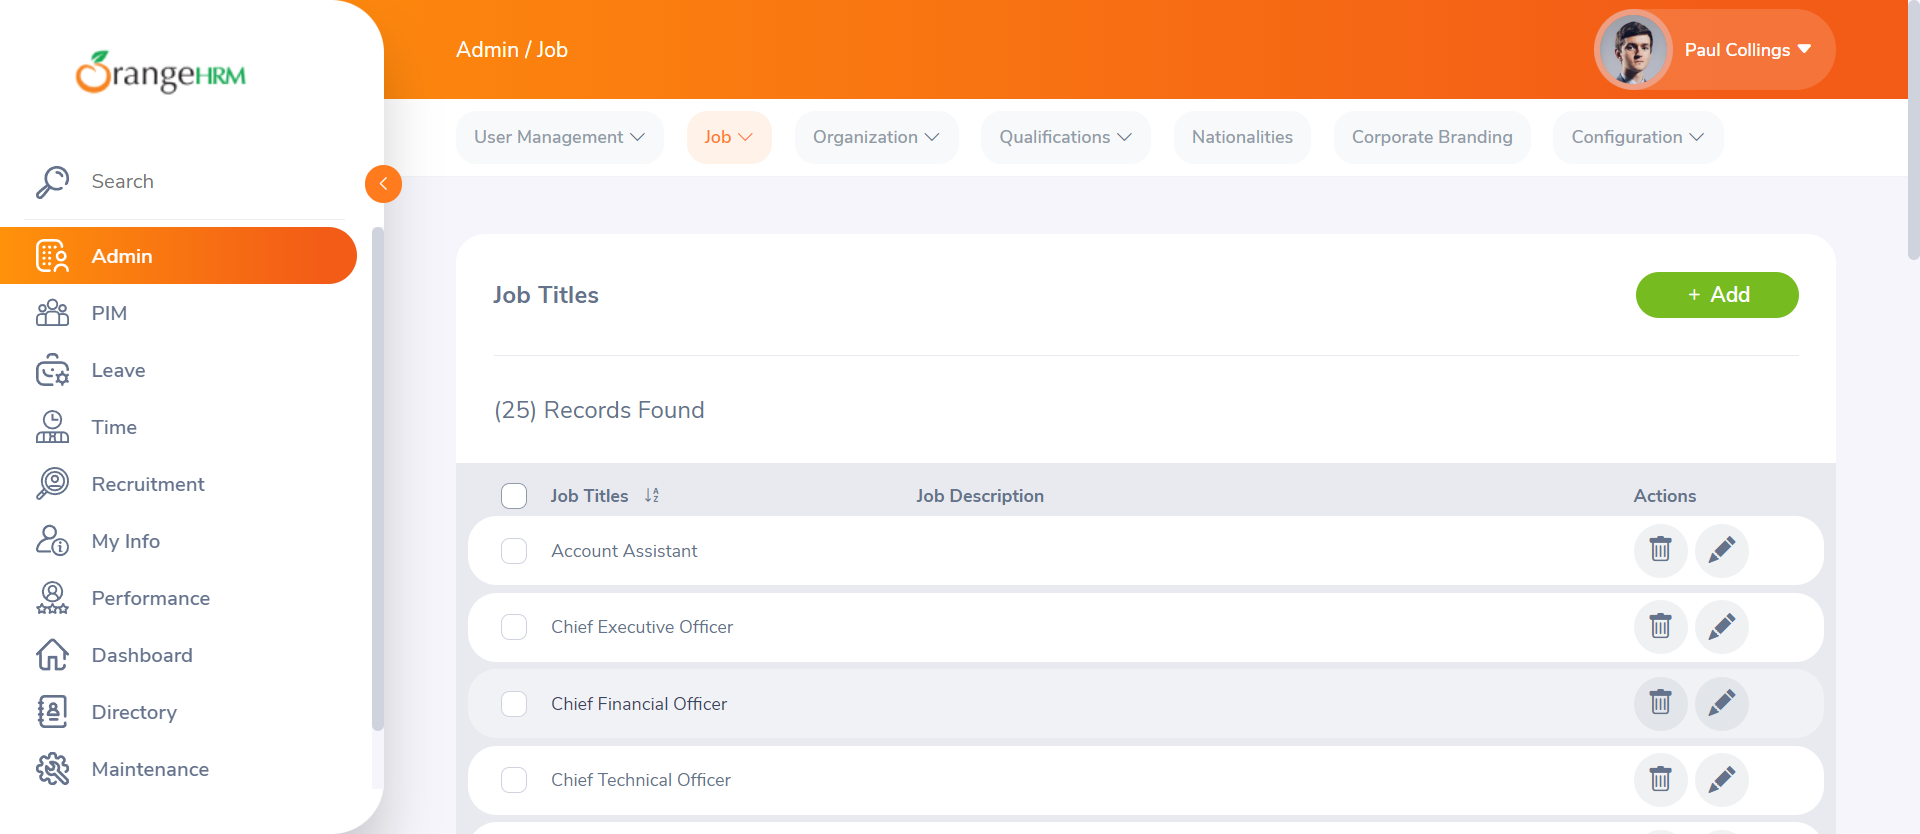 OrangeHRM
Admin / Job
Paul Collings
User Management
Job
Organization
Qualifications
Nationalities
Corporate Branding
Configuration
Search
Admin
PIM
Leave
Time
Recruitment
My Info
Performance
Dashboard
Directory
Maintenance
Job Titles
+ Add
(25) Records Found
Job Titles
Job Description
Actions
Account Assistant
Chief Executive Officer
Chief Financial Officer
Chief Technical Officer